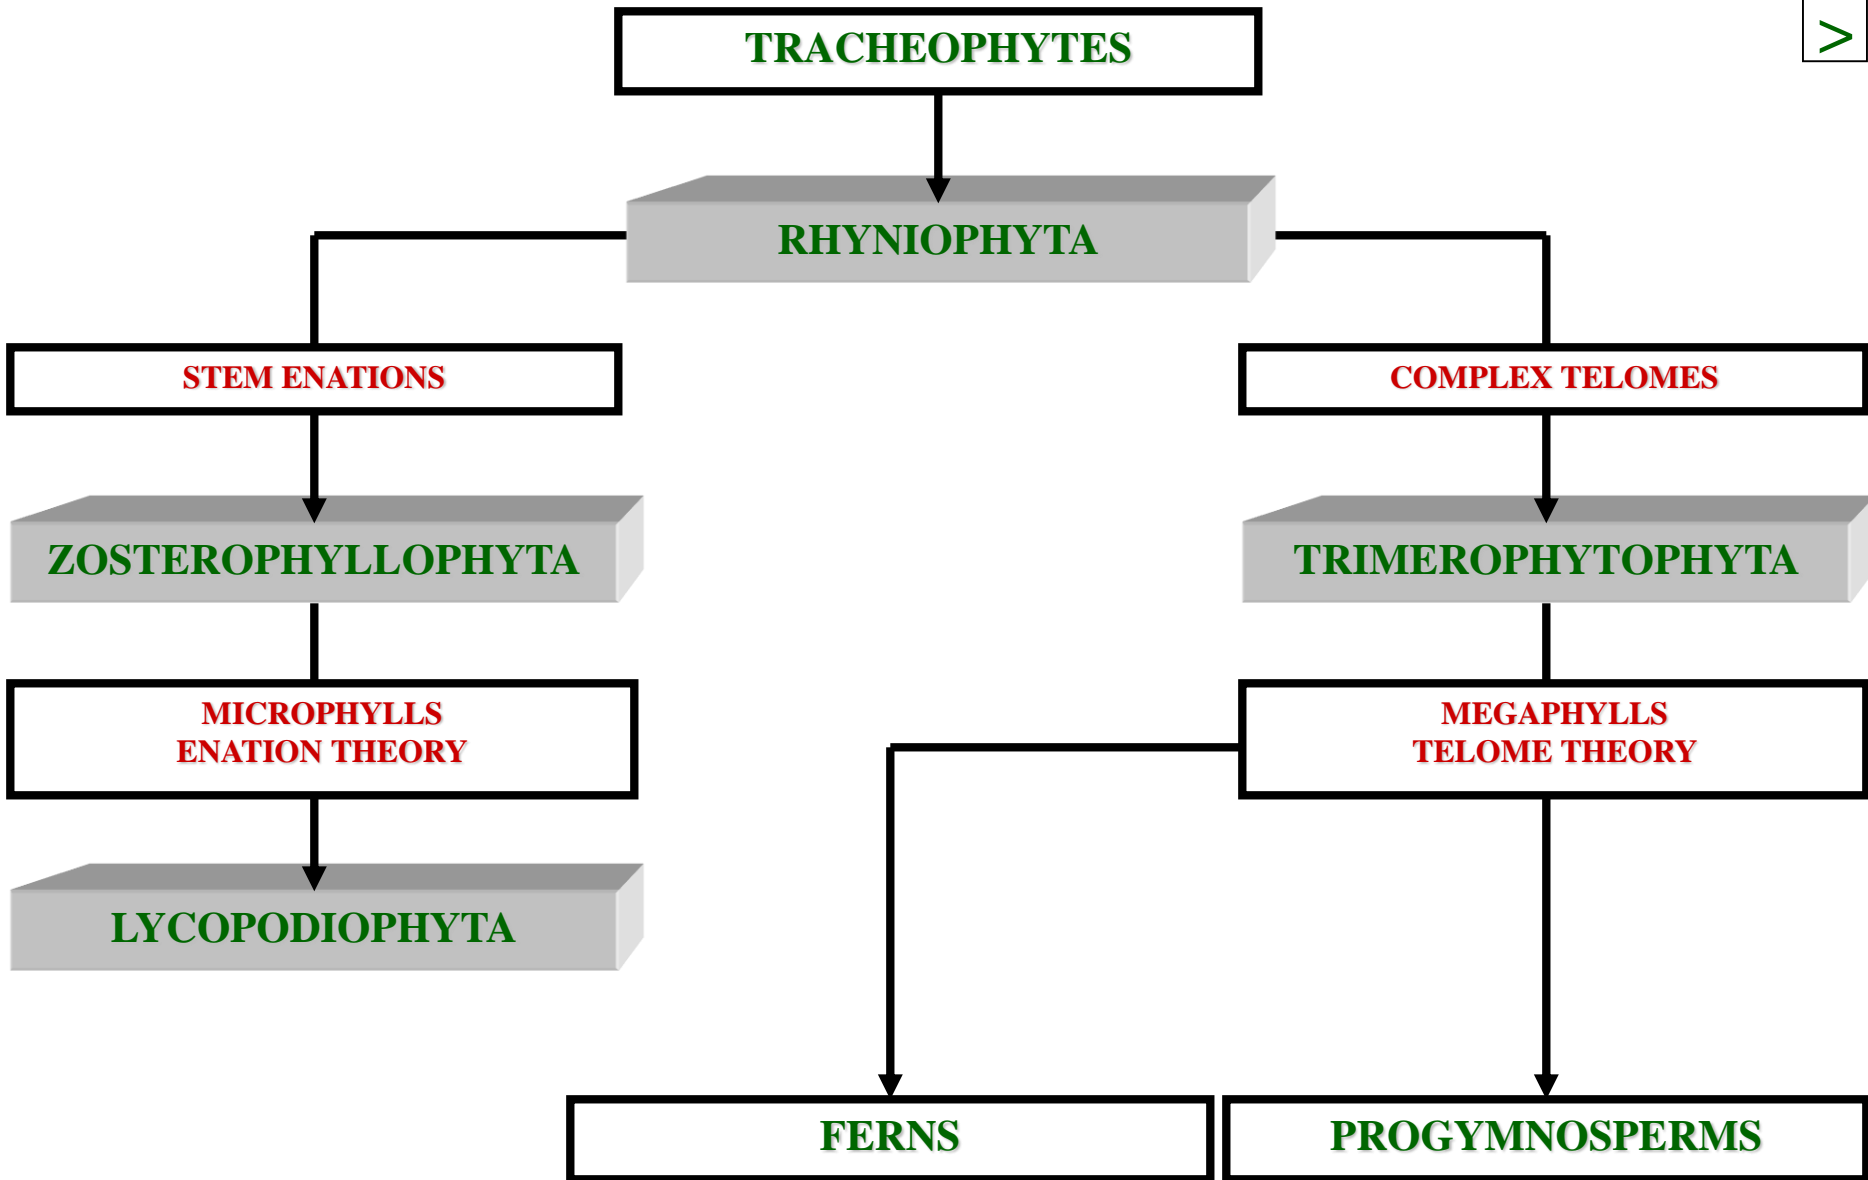 TRACHEOPHYTES
>
RHYNIOPHYTA
STEM ENATIONS
COMPLEX TELOMES
ZOSTEROPHYLLOPHYTA
TRIMEROPHYTOPHYTA
MICROPHYLLS
ENATION THEORY
MEGAPHYLLS
TELOME THEORY
LYCOPODIOPHYTA
FERNS
PROGYMNOSPERMS